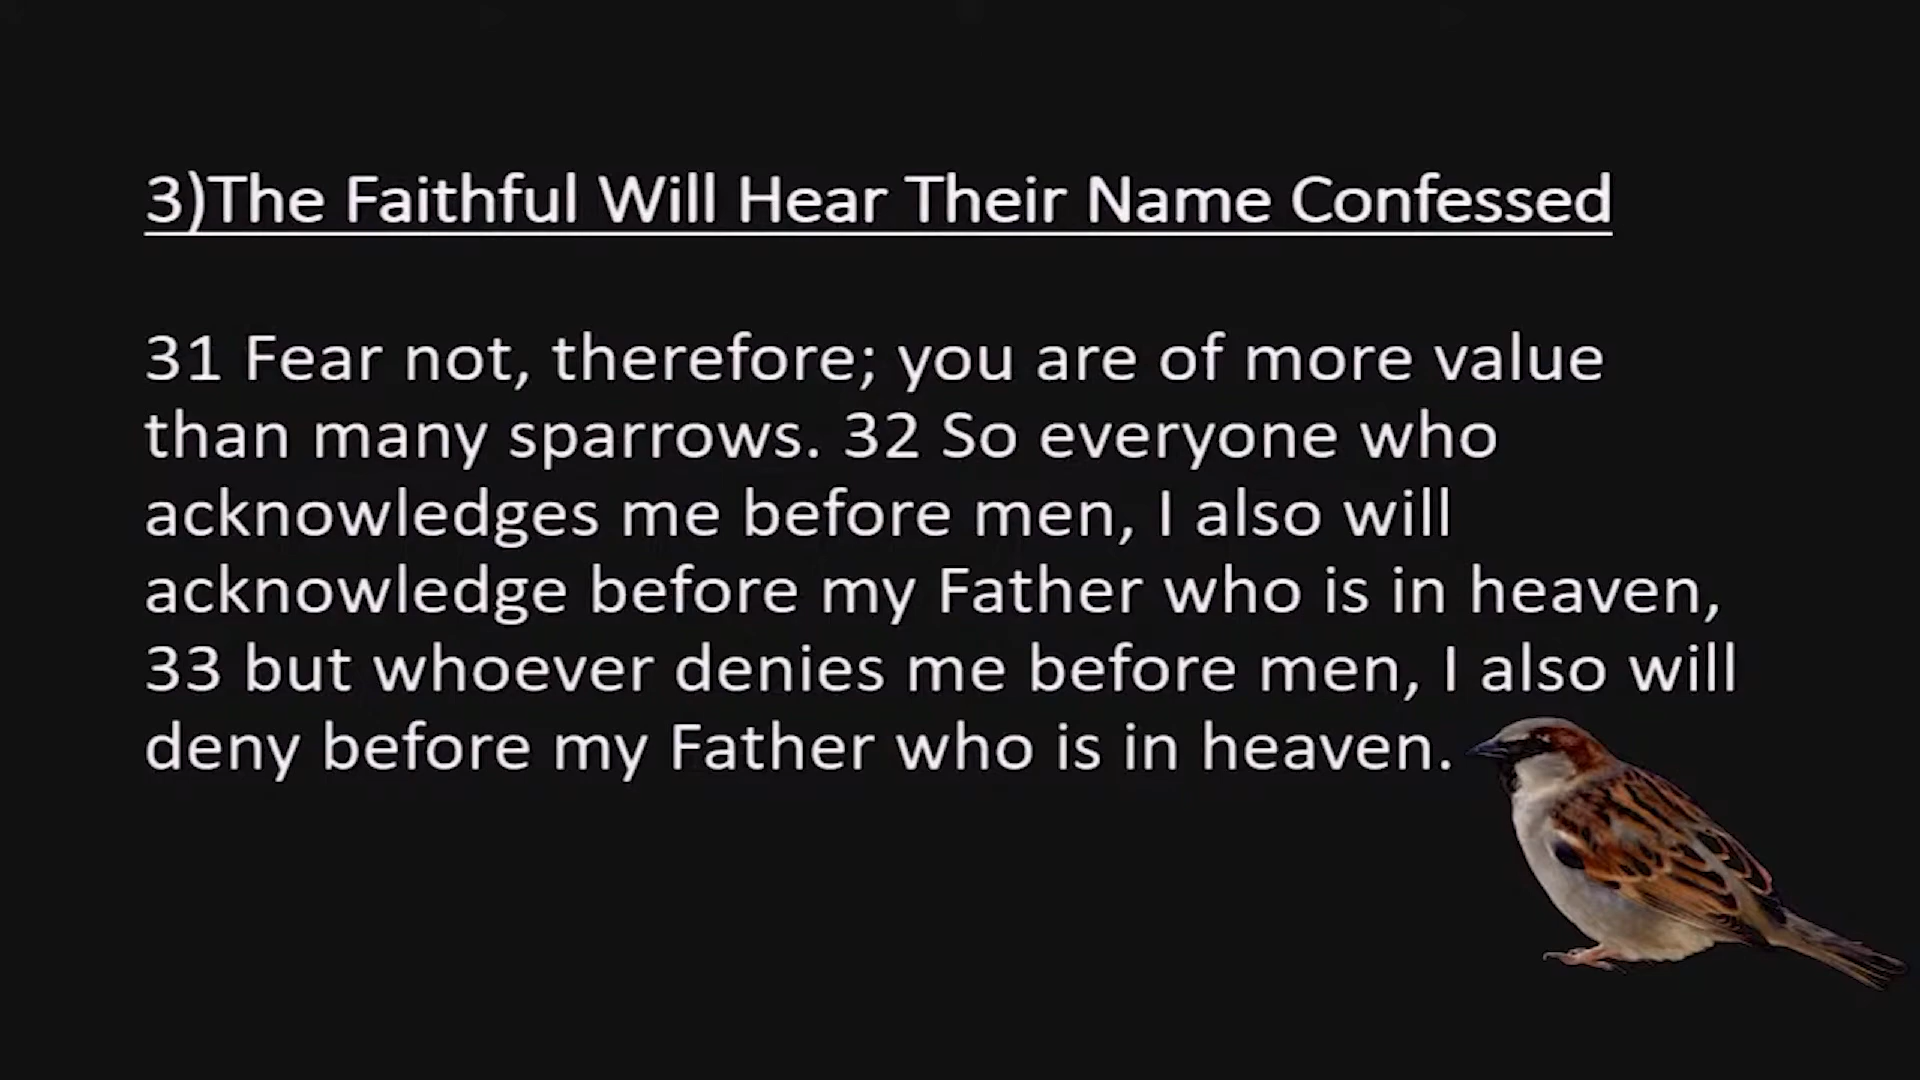 3)The Faithful Will Hear Their Name Confessed
31 Fear not, therefore; you are of more value
than many sparrows. 32 So everyone who
acknowledges me before men, I also will
acknowledge before my Father who is in heaven,
33 but whoever denies me before men, I also will
deny before my Father who is in heaven.